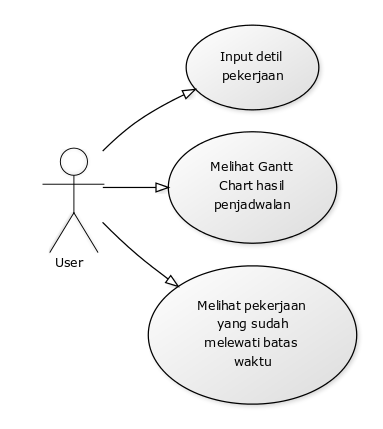 Input detil
pekerjaan
Melihat Gantt
Chart hasil
penjadwalan
User
Melihat pekerjaan
yang sudah
melewati batas
waktu